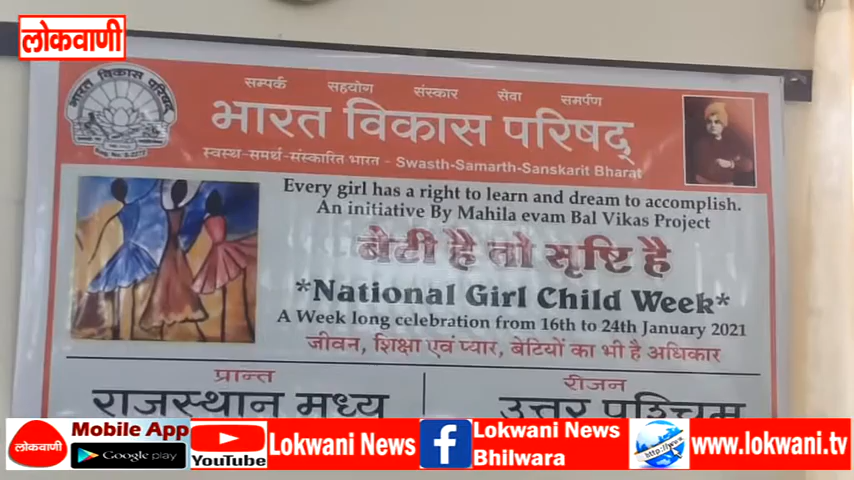 लोकवाणी
सम्पर्क सहयोग संस्कार सेवा समर्पण
भारत विकास परिषद्
स्वस्थ-समर्थ-संस्कारित भारत - Swasth-Samarth-Sanskarit Bharat
Every girl has a right to learn and dream to accomplish.
An initiative By Mahila evam Bal Vikas Project
बेटी है तो सृष्टि है
*National Girl Child Week*
A Week long celebration from 16th to 24th January 2021
जीवन, शिक्षा एवं प्यार, बेटियों का भी है अधिकार
प्रान्त रीजन
राजस्थान मध्य उत्तर पश्चिम
लोकवाणी
Mobile App
Google play
YouTube
Lokwani News
Lokwani News
Bhilwara
http://
www.lokwani.tv